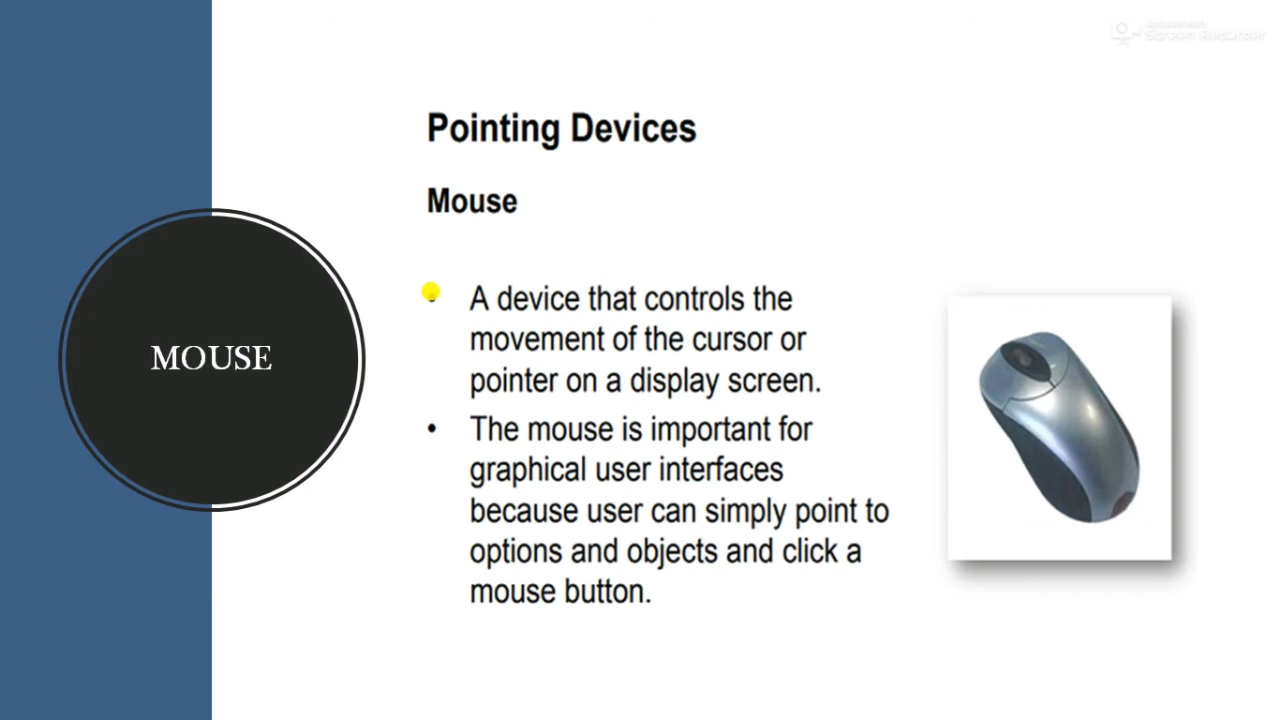 Screen Recorder
Pointing Devices
Mouse
MOUSE
• A device that controls the
movement of the cursor or
pointer on a display screen.
• The mouse is important for
graphical user interfaces
because user can simply point to
options and objects and click a
mouse button.